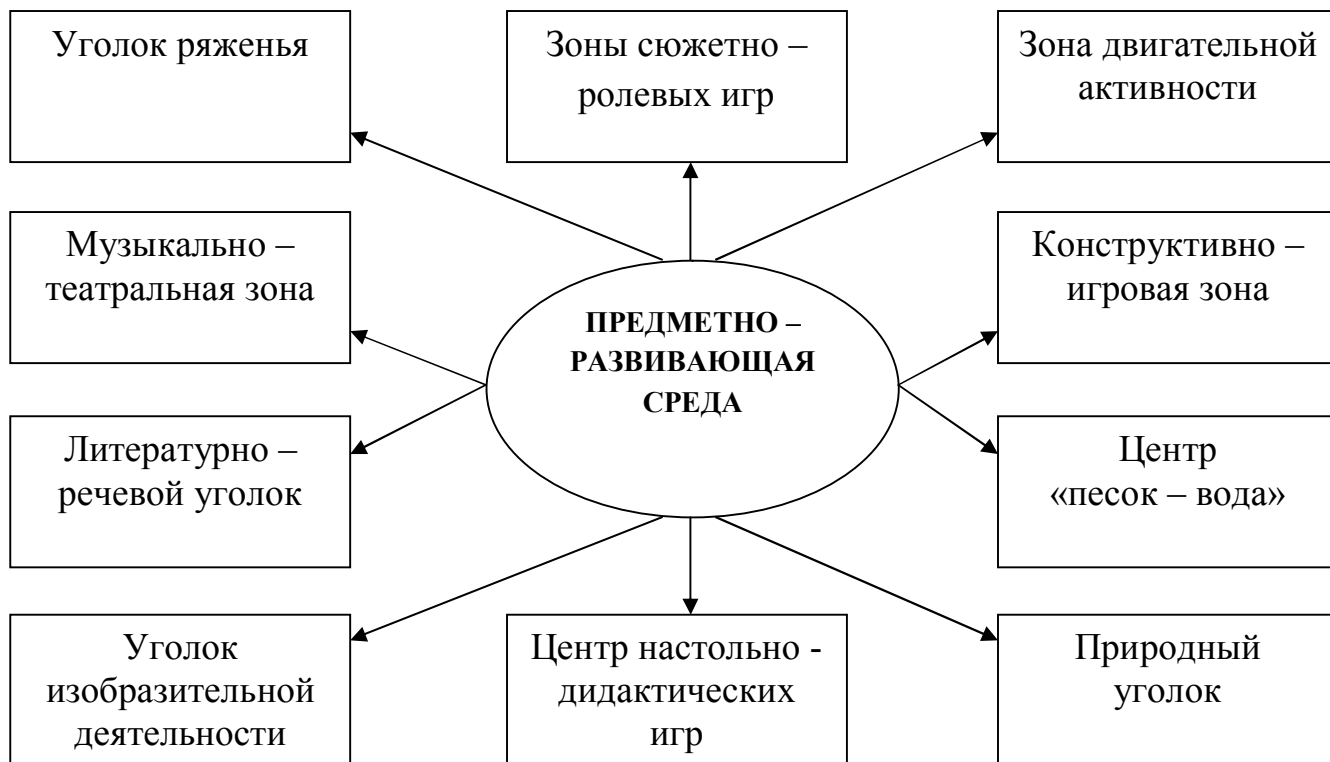 Уголок ряженья
Зоны сюжетно –
ролевых игр
Зона двигательной
активности
Музыкально –
театральная зона
Конструктивно –
игровая зона
ПРЕДМЕТНО –
РАЗВИВАЮЩАЯ
СРЕДА
Литературно –
речевой уголок
Центр
«песок – вода»
Уголок
изобразительной
деятельности
Центр настольно -
дидактических
игр
Природный
уголок